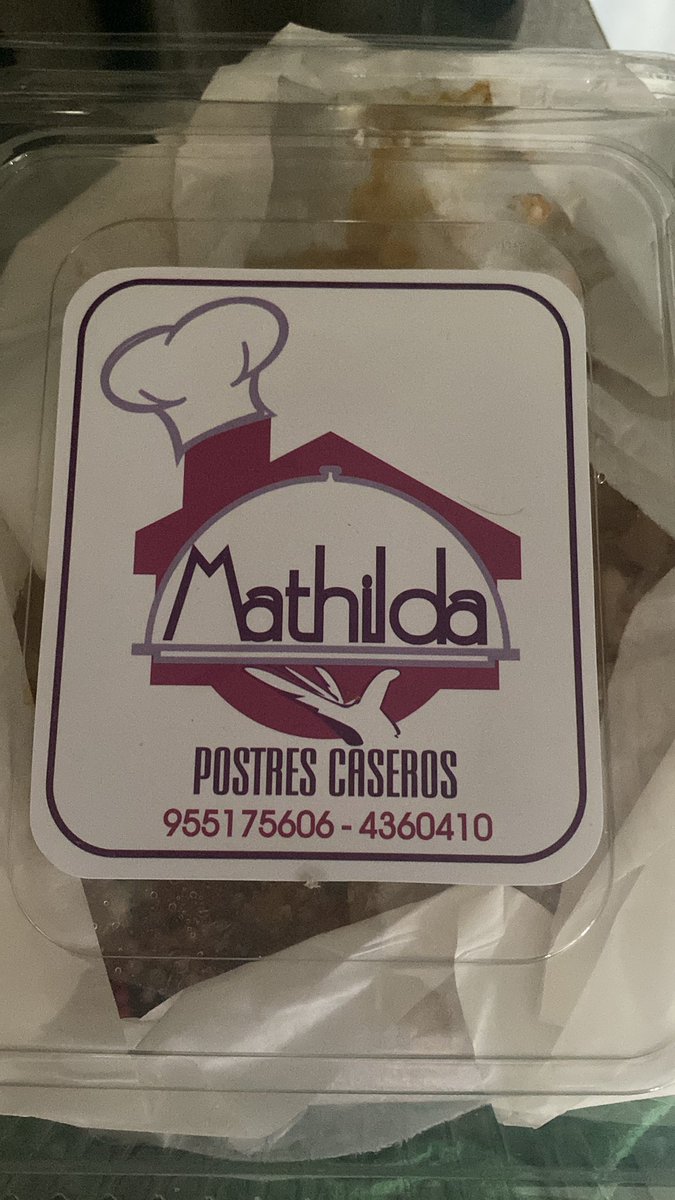 Mathilda
POSTRES CASEROS
955175606 - 4360410